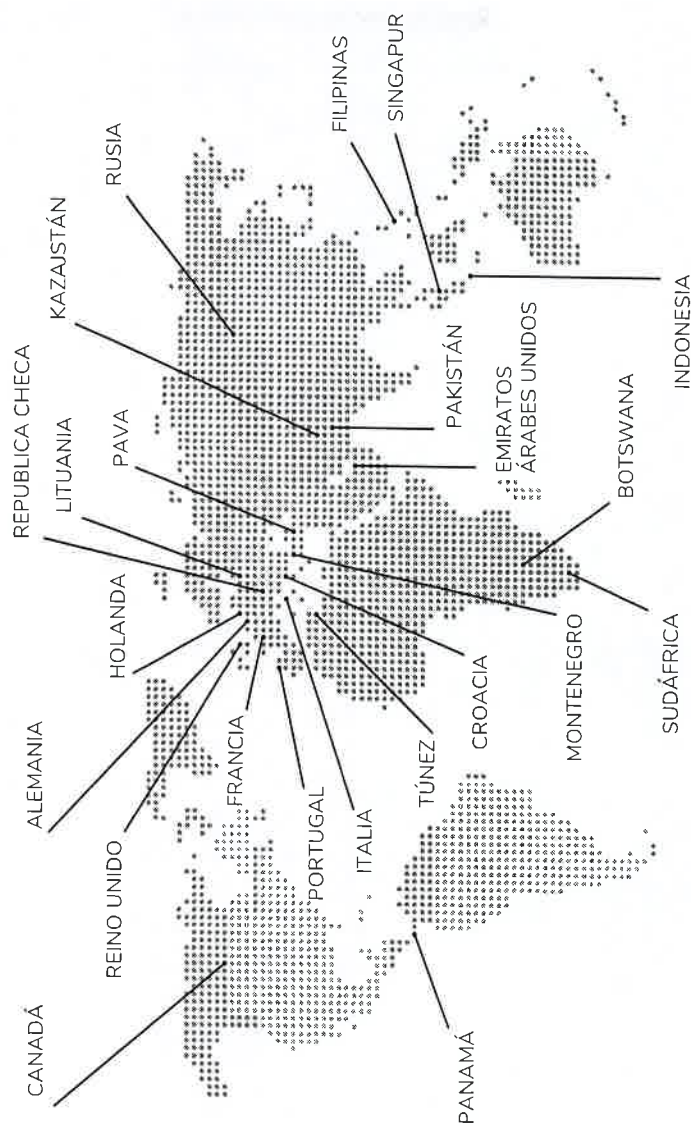 CANADÁ
REINO UNIDO
ALEMANIA
HOLANDA
REPUBLICA CHECA
LITUANIA
PAVA
KAZAJSTÁN
RUSIA
FRANCIA
PORTUGAL
ITALIA
TÚNEZ
CROACIA
MONTENEGRO
PANAMÁ
SUDÁFRICA
BOTSWANA
EMIRATOS
ÁRABES UNIDOS
PAKISTÁN
INDONESIA
FILIPINAS
SINGAPUR